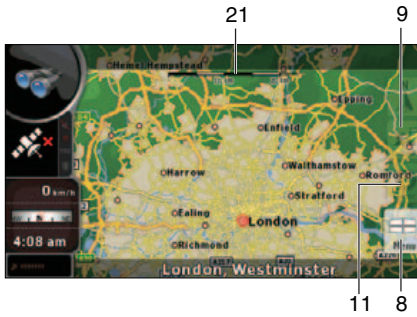 21
9
Hemel Hempstead
Epping
Enfield
Harrow
Walthamstow
Romford
Stratford
0 km/h
Ealing
London
4:08 am
Richmond
London, Westminster
11
8